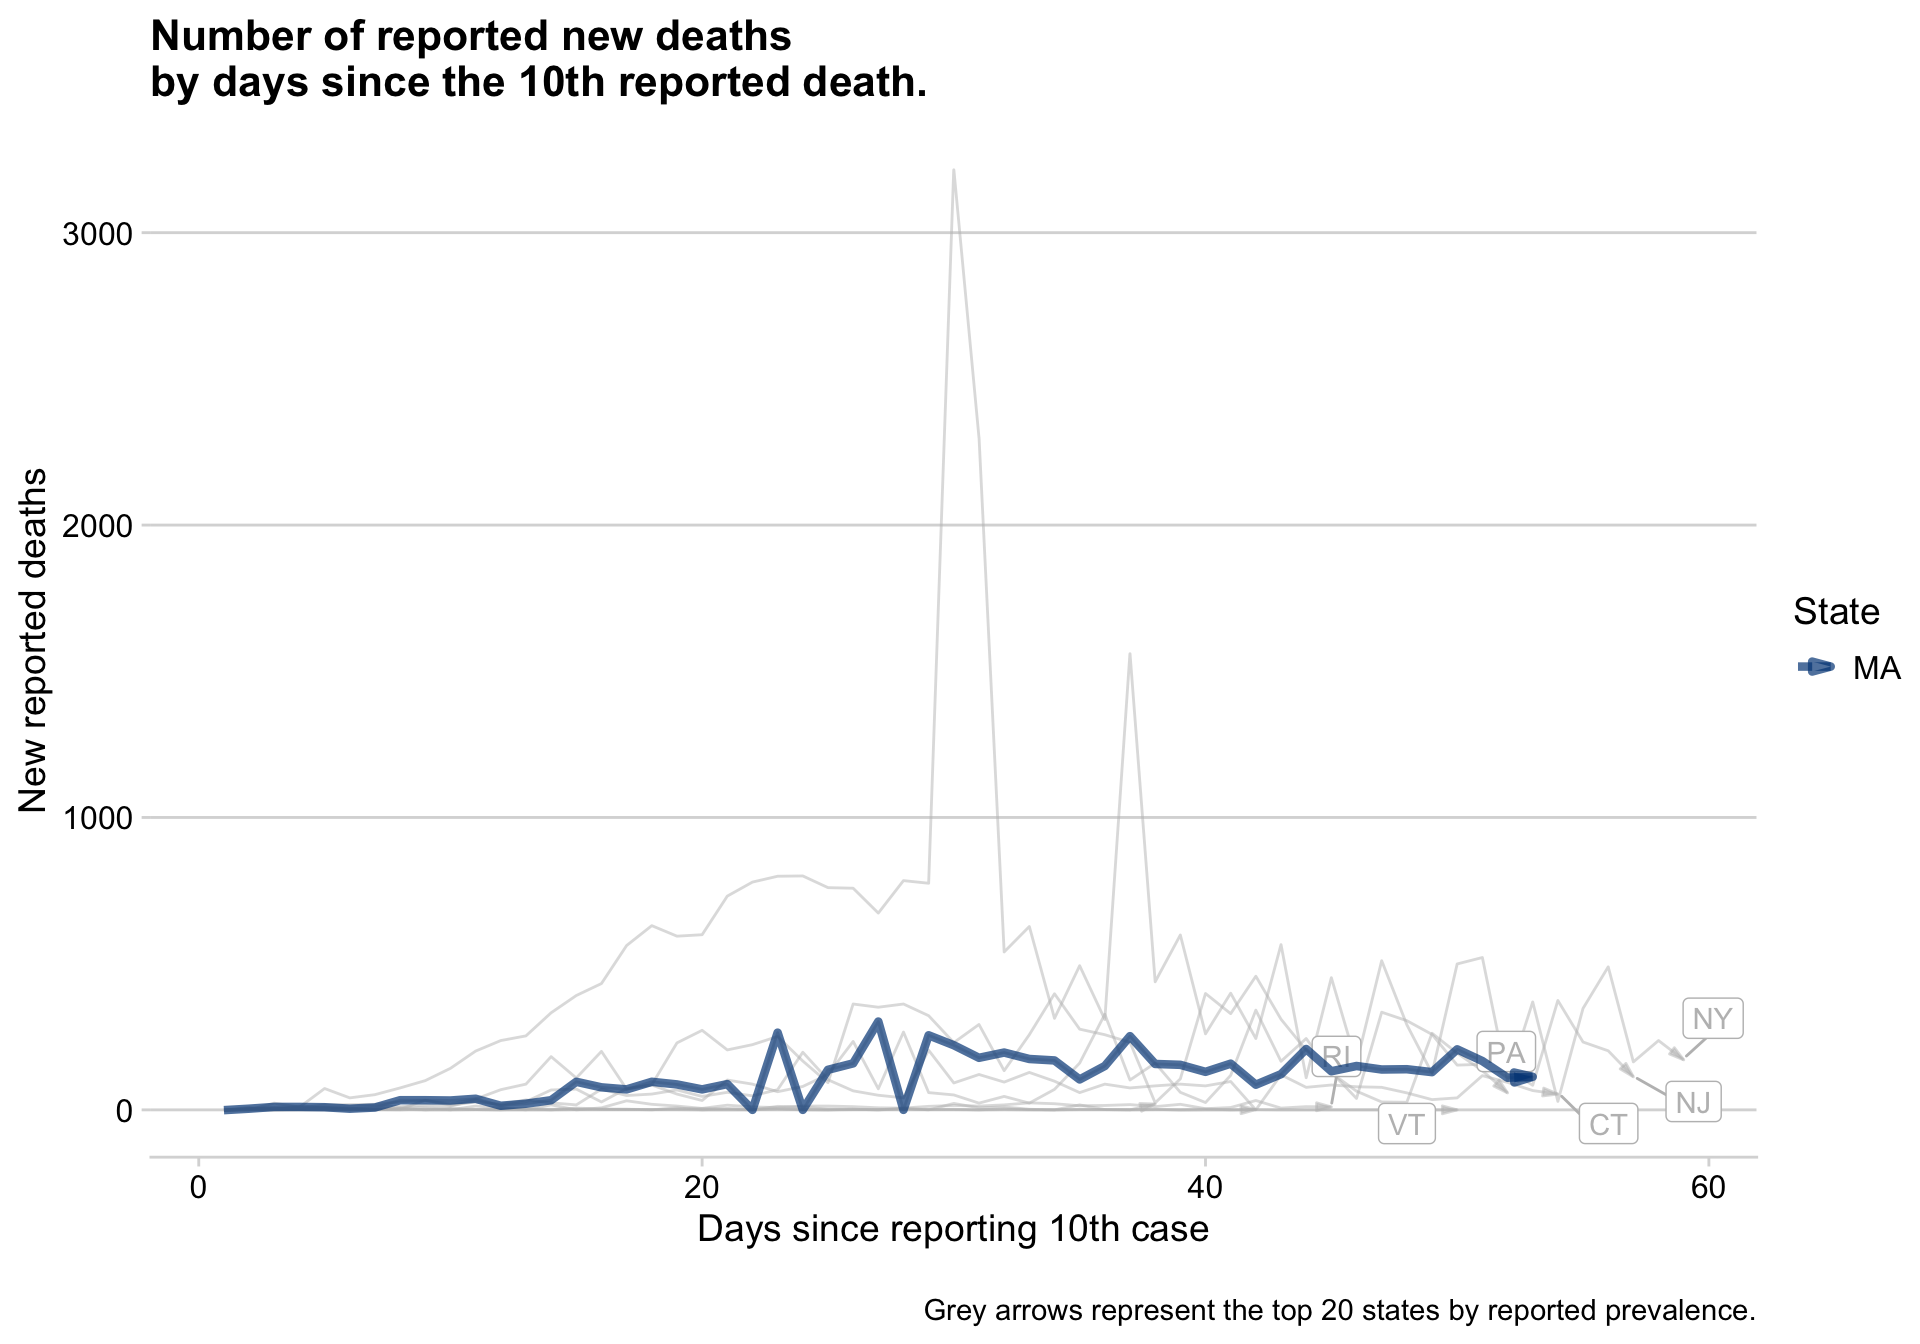 Number of reported new deaths
by days since the 10th reported death.
New reported deaths
3000
2000
1000
0
RI
PA
NY
NJ
VT
CT
0
20
40
60
Days since reporting 10th case
State
MA
Grey arrows represent the top 20 states by reported prevalence.